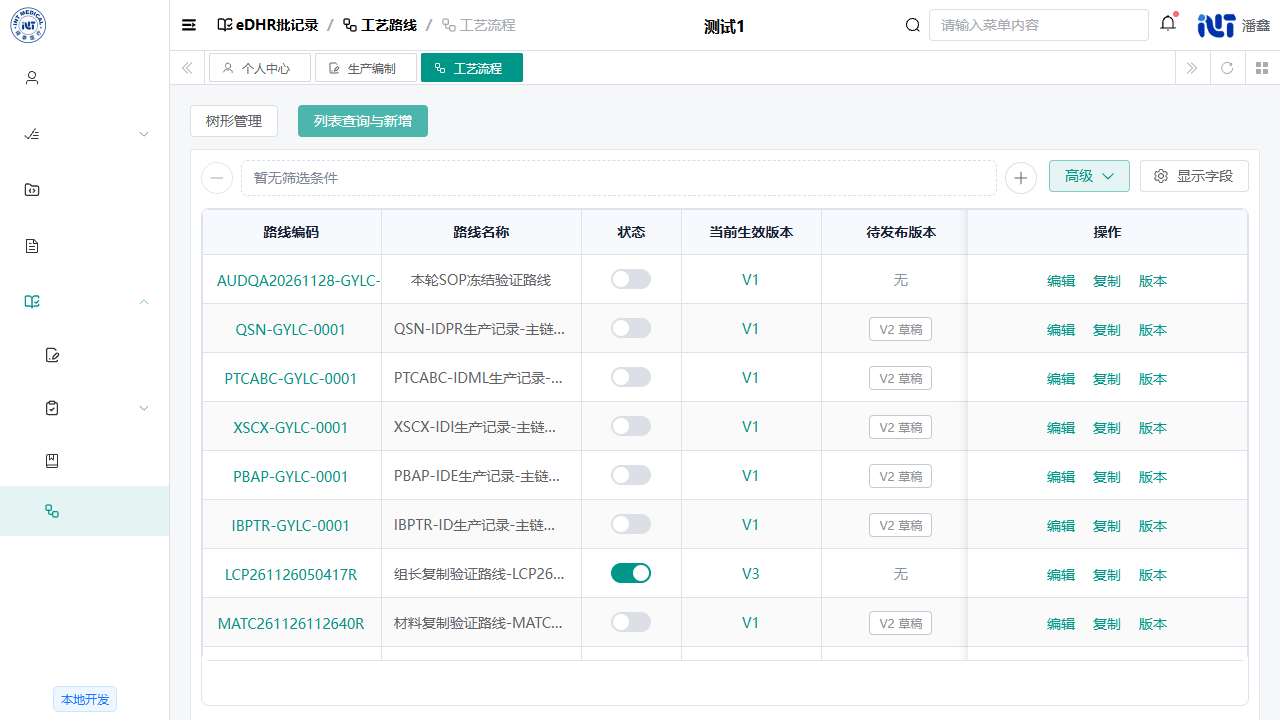 eDHR批记录 / 工艺路线 / 工艺流程
测试1
请输入菜单内容
潘鑫
个人中心
生产编制
工艺流程
树形管理
列表查询与新增
暂无筛选条件
高级
显示字段
路线编码 路线名称 状态 当前生效版本 待发布版本 操作
AUDQA20261128-GYLC- 本轮SOP冻结验证路线 V1 无 编辑 复制 版本
QSN-GYLC-0001 QSN-IDPR生产记录-主链... V1 V2 草稿 编辑 复制 版本
PTCABC-GYLC-0001 PTCABC-IDML生产记录-... V1 V2 草稿 编辑 复制 版本
XSCX-GYLC-0001 XSCX-IDI生产记录-主链... V1 V2 草稿 编辑 复制 版本
PBAP-GYLC-0001 PBAP-IDE生产记录-主链... V1 V2 草稿 编辑 复制 版本
IBPTR-GYLC-0001 IBPTR-ID生产记录-主链... V1 V2 草稿 编辑 复制 版本
LCP261126050417R 组长复制验证路线-LCP26... V3 无 编辑 复制 版本
MATC261126112640R 材料复制验证路线-MATC... V1 V2 草稿 编辑 复制 版本
本地开发